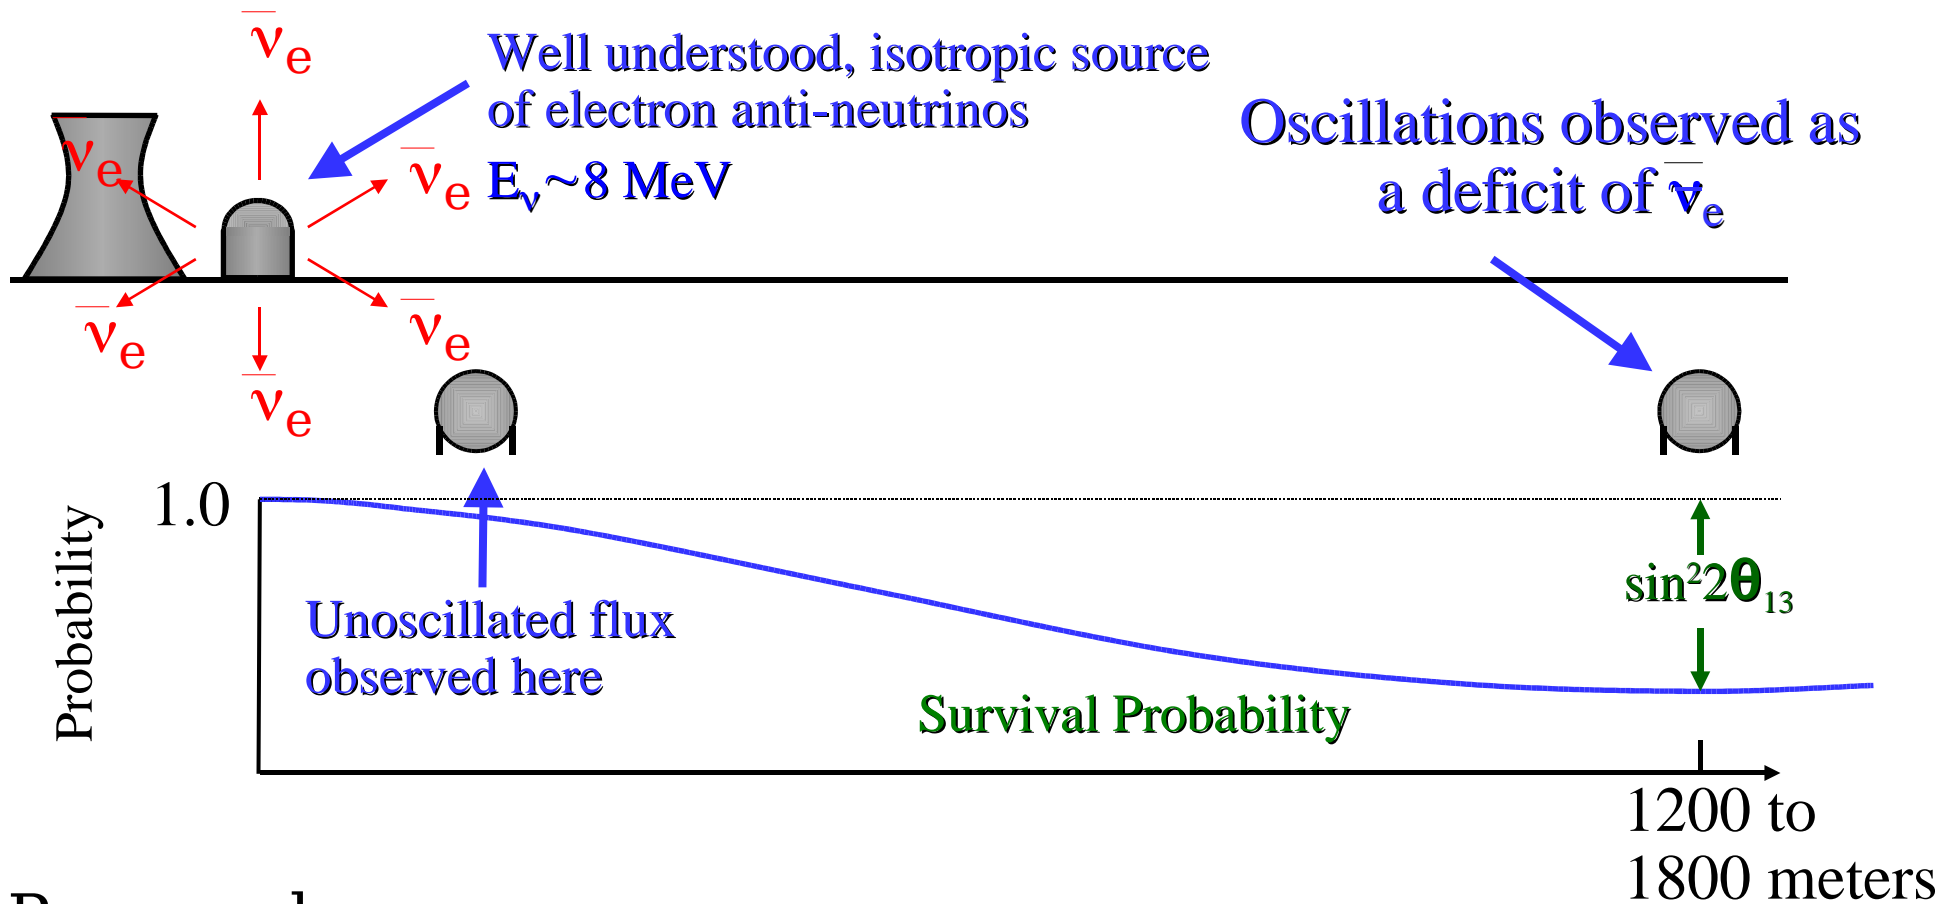 ν̅e
Well understood, isotropic source
of electron anti-neutrinos
Eν~8 MeV
Oscillations observed as
a deficit of ν̅e
ν̅e
ν̅e
ν̅e
ν̅e
ν̅e
1.0
Probability
Unoscillated flux
observed here
sin²2θ13
Survival Probability
1200 to
1800 meters